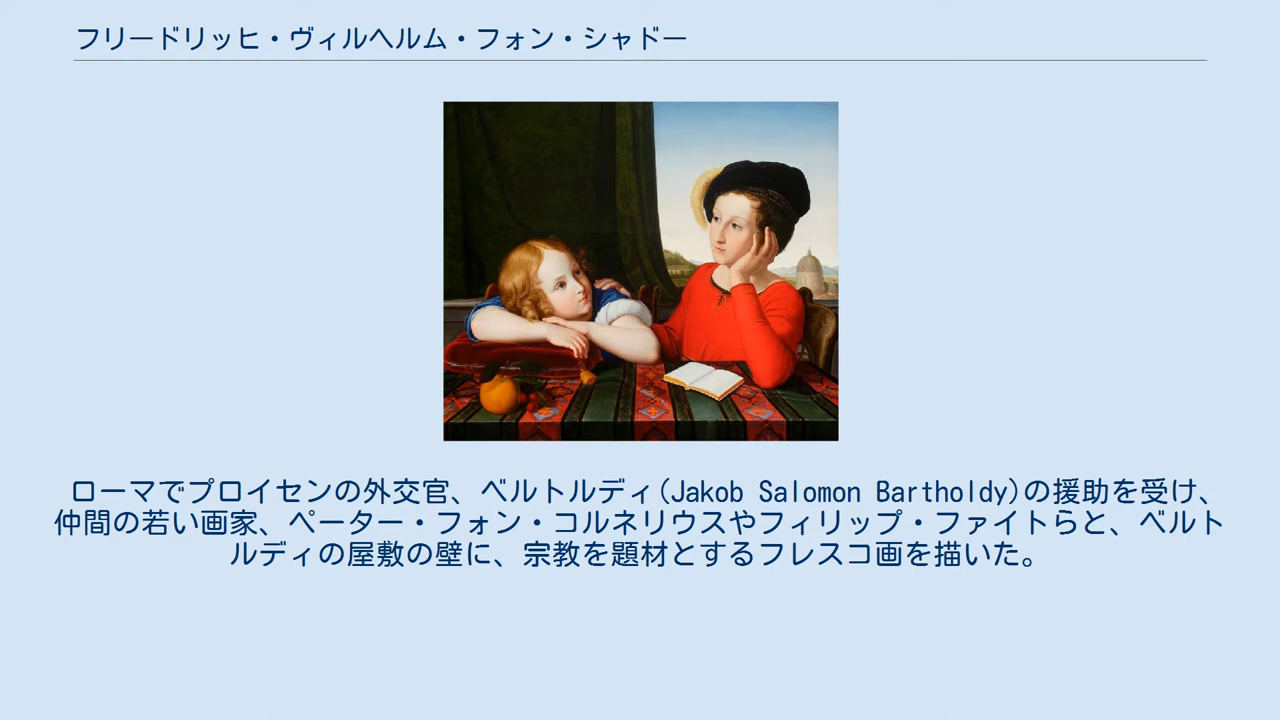 フリードリッヒ・ヴィルヘルム・フォン・シャドー
ローマでプロイセンの外交官、ベルトルディ(Jakob Salomon Bartholdy)の援助を受け、
仲間の若い画家、ペーター・フォン・コルネリウスやフィリップ・ファイトらと、ベルト
ルディの屋敷の壁に、宗教を題材とするフレスコ画を描いた。